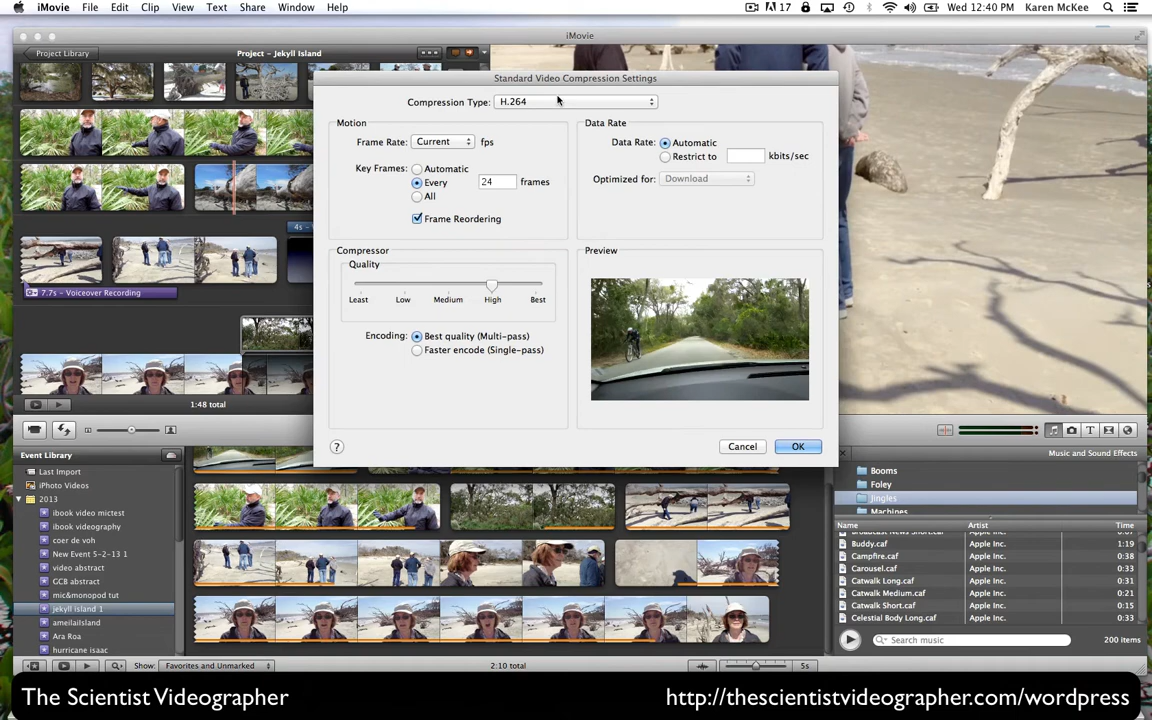 iMovie File Edit Clip View Text Share Window Help
17 Wed 12:40 PM Karen McKee
iMovie
Project Library Project – Jekyll Island
Standard Video Compression Settings
Compression Type: H.264
Motion
Frame Rate: Current fps
Key Frames: Automatic
Every 24 frames
All
Frame Reordering
Data Rate
Data Rate: Automatic
Restrict to kbits/sec
Optimized for: Download
Compressor
Quality
Least Low Medium High Best
Encoding: Best quality (Multi-pass)
Faster encode (Single-pass)
Preview
? Cancel OK
4s –
7.7s – Voiceover Recording
1:48 total
Event Library
Last Import
iPhoto Videos
2013
ibook video mictest
ibook videography
coer de voh
New Event 5-2-13 1
video abstract
GCB abstract
mic&monopod tut
jekyll island 1
ameilaIsland
Ara Roa
hurricane isaac
Show: Favorites and Unmarked
2:10 total
5s
Music and Sound Effects
Booms
Foley
Jingles
Machines
Name Artist Time
Buddy.caf Apple Inc. 1:19
Campfire.caf Apple Inc. 0:38
Carousel.caf Apple Inc. 0:33
Catwalk Long.caf Apple Inc. 0:31
Catwalk Medium.caf Apple Inc. 0:21
Catwalk Short.caf Apple Inc. 0:15
Celestial Body Long.caf Apple Inc. 0:33
Search music 200 items
The Scientist Videographer http://thescientistvideographer.com/wordpress